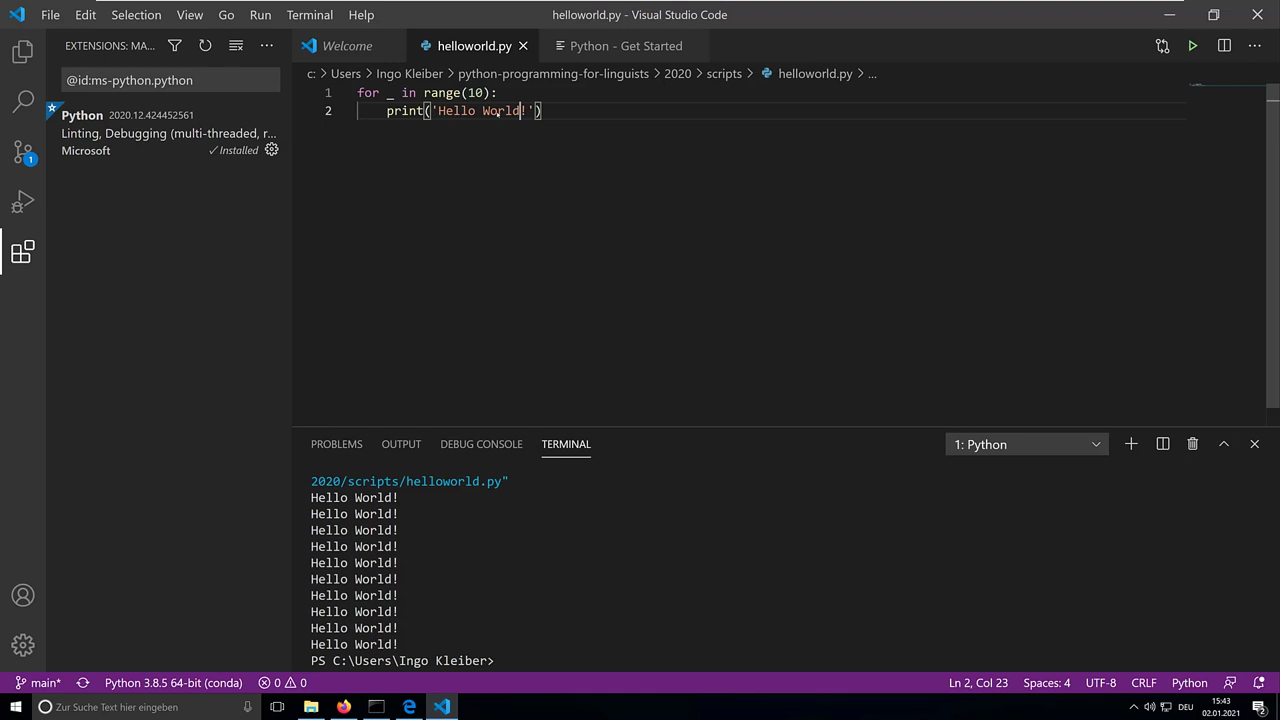 File Edit Selection View Go Run Terminal Help helloworld.py - Visual Studio Code
EXTENSIONS: MA... Welcome helloworld.py Python - Get Started
@id:ms-python.python
c: > Users > Ingo Kleiber > python-programming-for-linguists > 2020 > scripts > helloworld.py > ...
1 for _ in range(10):
2 print('Hello World!')
Python 2020.12.424452561
Linting, Debugging (multi-threaded, r...
Microsoft Installed
1
PROBLEMS OUTPUT DEBUG CONSOLE TERMINAL 1: Python
2020/scripts/helloworld.py"
Hello World!
Hello World!
Hello World!
Hello World!
Hello World!
Hello World!
Hello World!
Hello World!
Hello World!
Hello World!
PS C:\Users\Ingo Kleiber>
main* Python 3.8.5 64-bit (conda) 0 0 Ln 2, Col 23 Spaces: 4 UTF-8 CRLF Python
Zur Suche Text hier eingeben DEU 15:43
02.01.2021 2